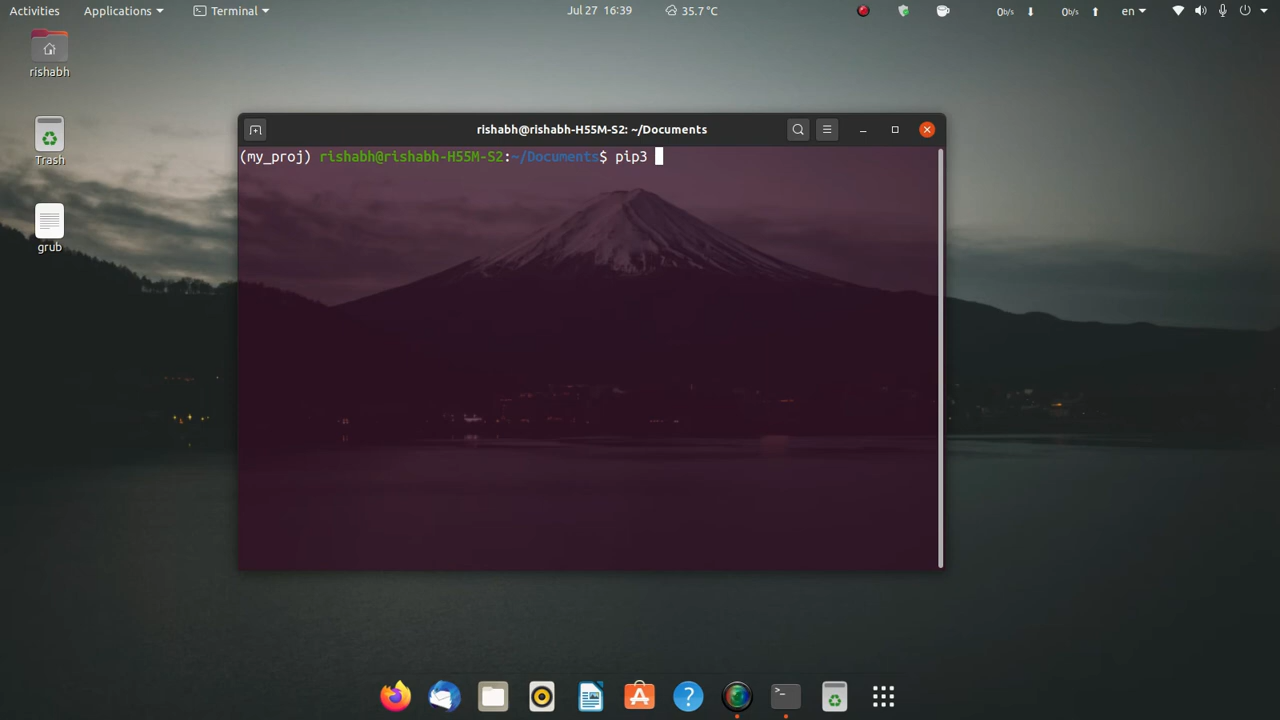 Activities Applications Terminal Jul 27 16:39 35.7 °C 0b/s 0b/s en
rishabh
Trash
grub
rishabh@rishabh-H55M-S2: ~/Documents
(my_proj) rishabh@rishabh-H55M-S2:~/Documents$ pip3
>_
?